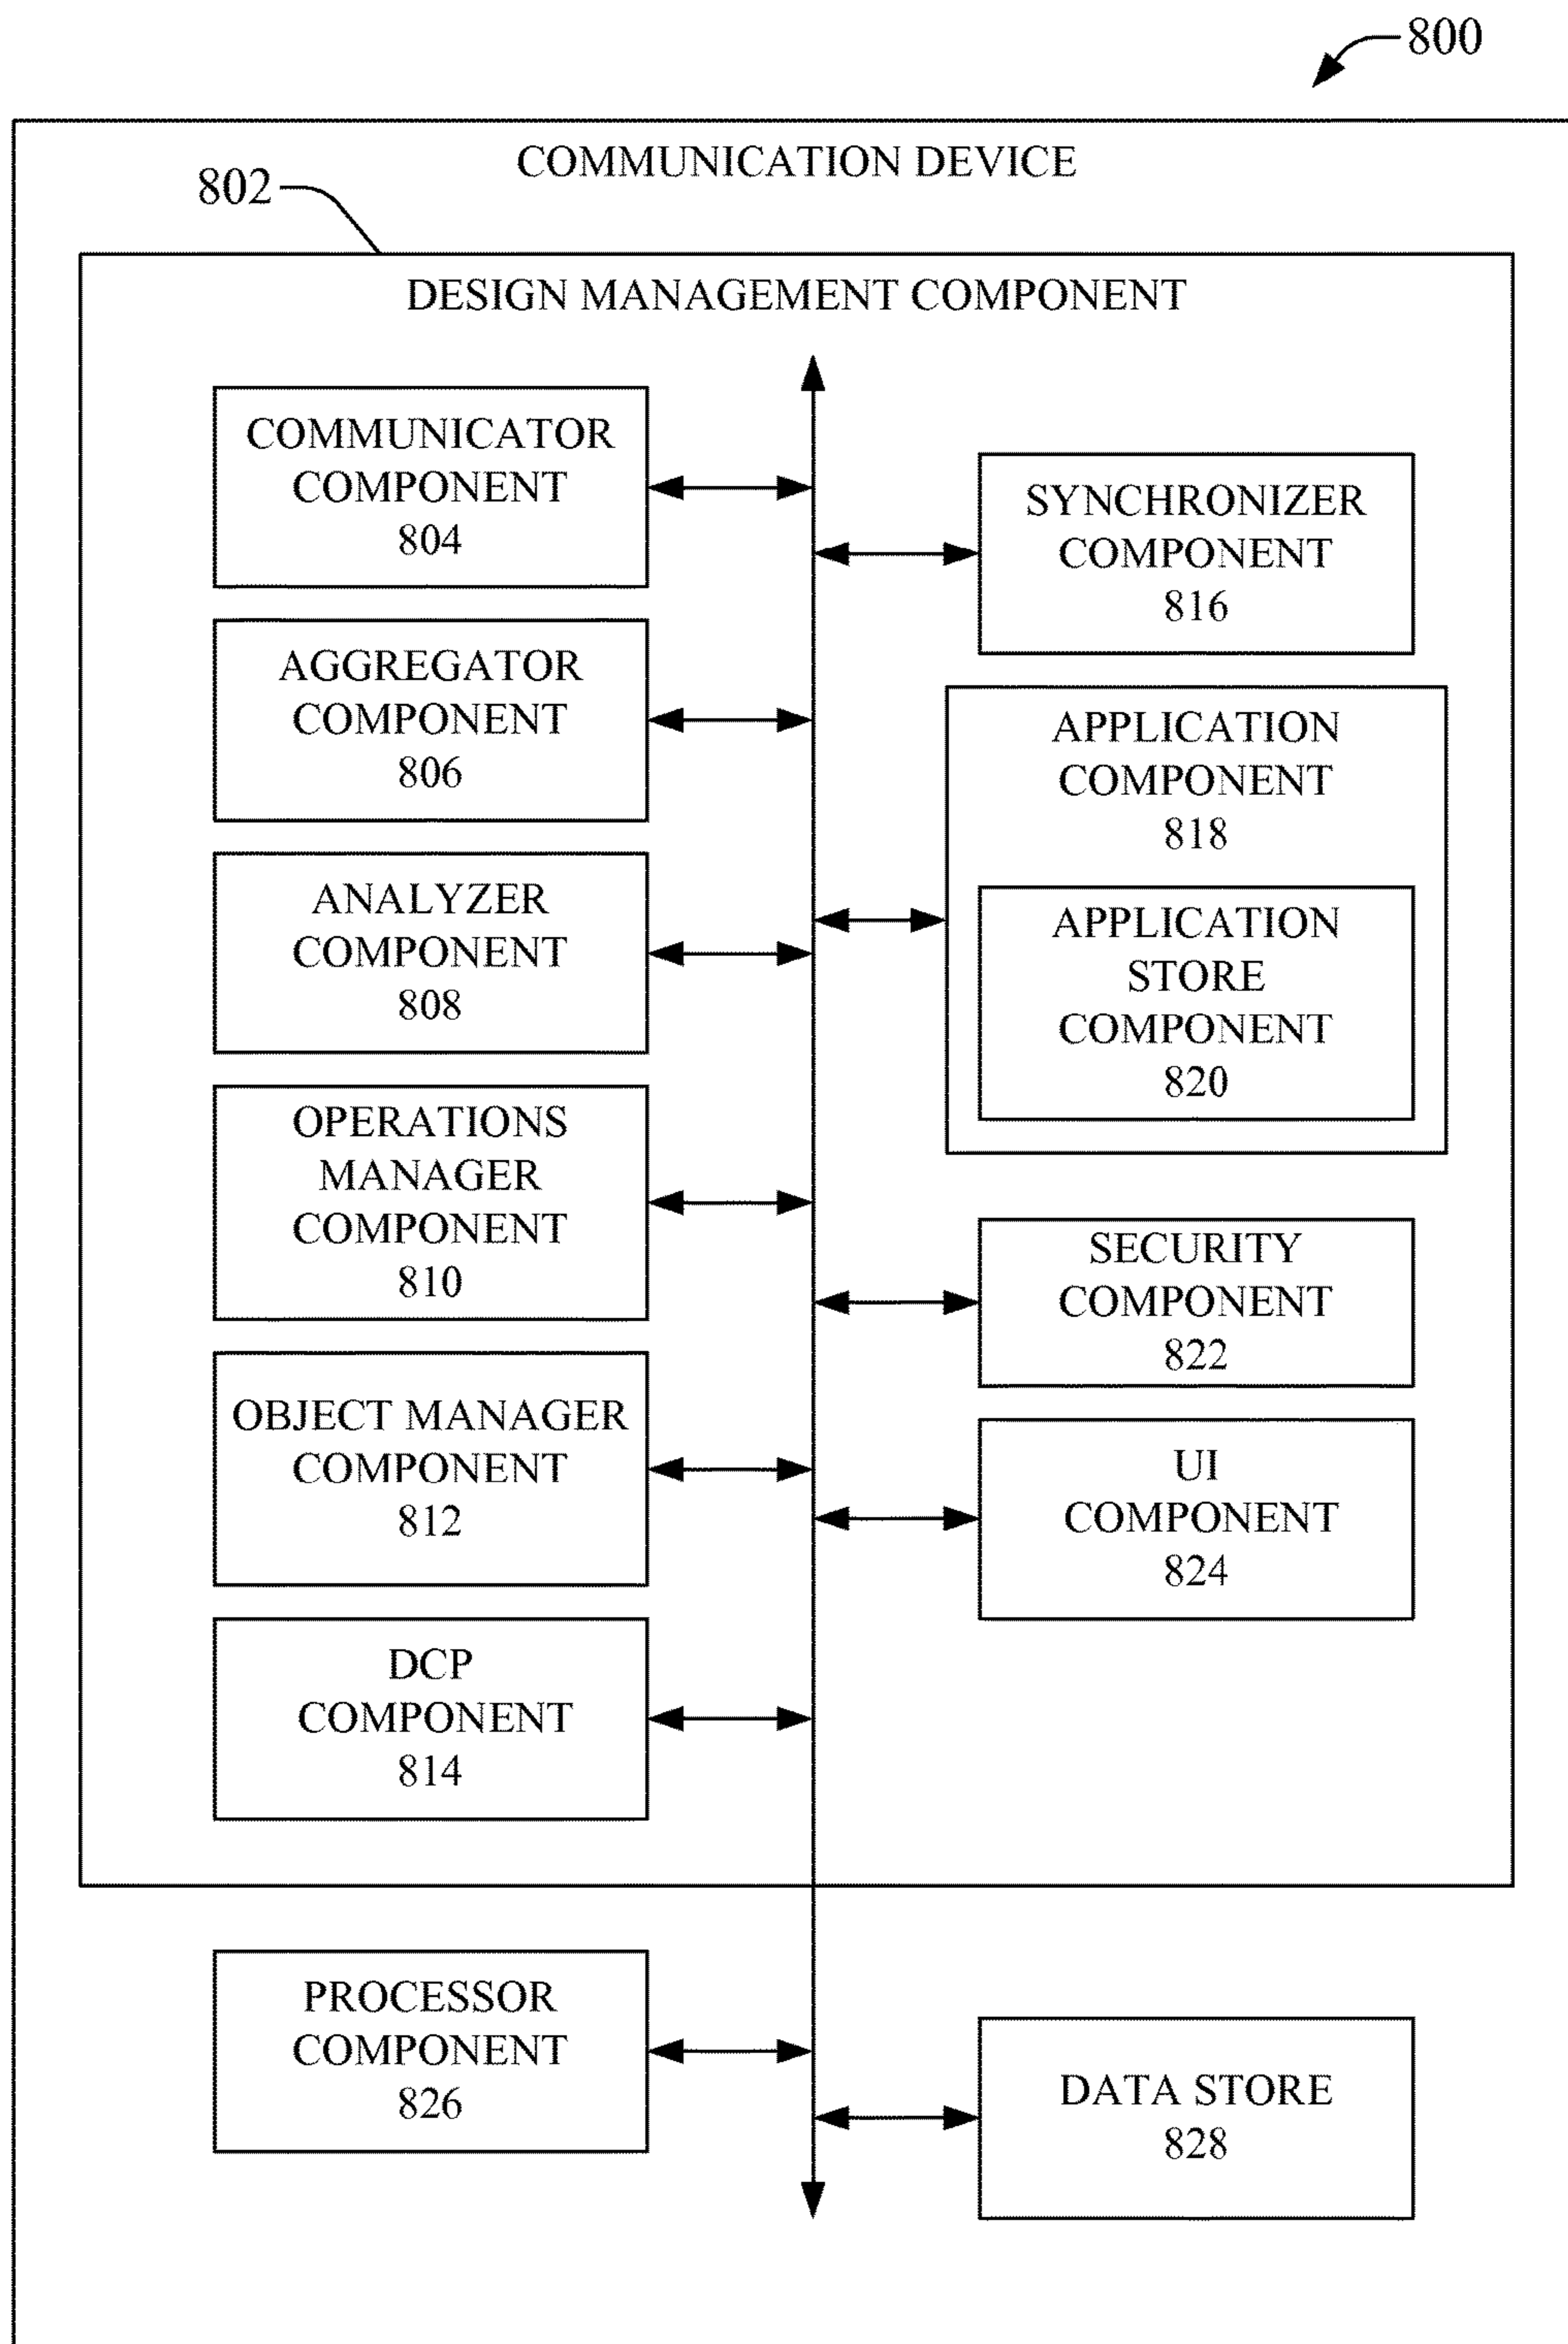 800
COMMUNICATION DEVICE
802
DESIGN MANAGEMENT COMPONENT
COMMUNICATOR
COMPONENT
804
AGGREGATOR
COMPONENT
806
ANALYZER
COMPONENT
808
OPERATIONS
MANAGER
COMPONENT
810
OBJECT MANAGER
COMPONENT
812
DCP
COMPONENT
814
SYNCHRONIZER
COMPONENT
816
APPLICATION
COMPONENT
818
APPLICATION
STORE
COMPONENT
820
SECURITY
COMPONENT
822
UI
COMPONENT
824
PROCESSOR
COMPONENT
826
DATA STORE
828